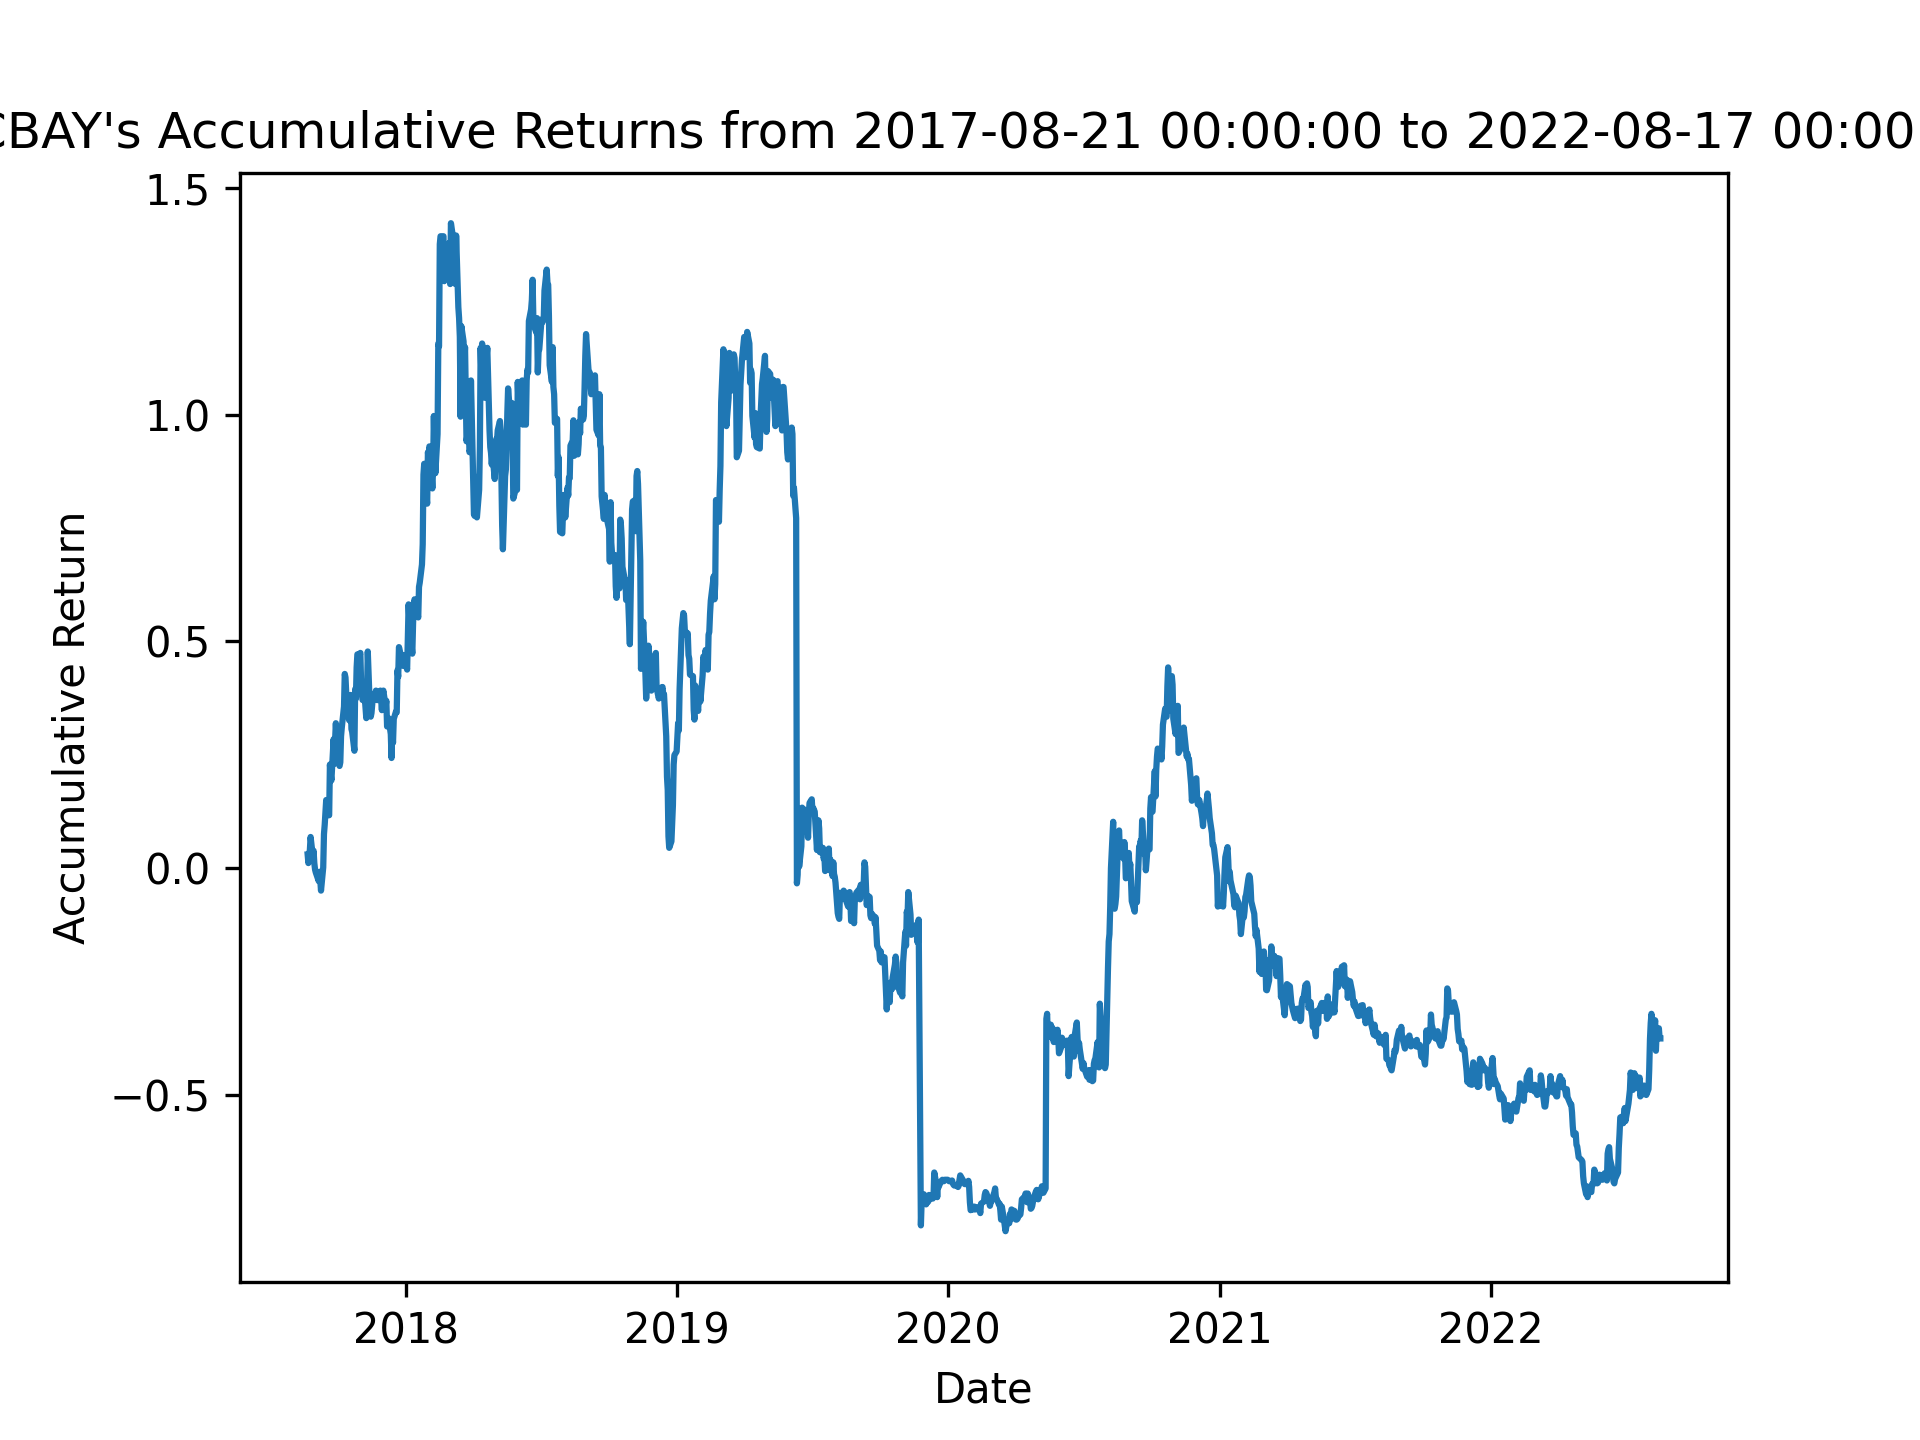 CBAY's Accumulative Returns from 2017-08-21 00:00:00 to 2022-08-17 00:00
1.5
1.0
0.5
0.0
−0.5
Accumulative Return
2018 2019 2020 2021 2022
Date